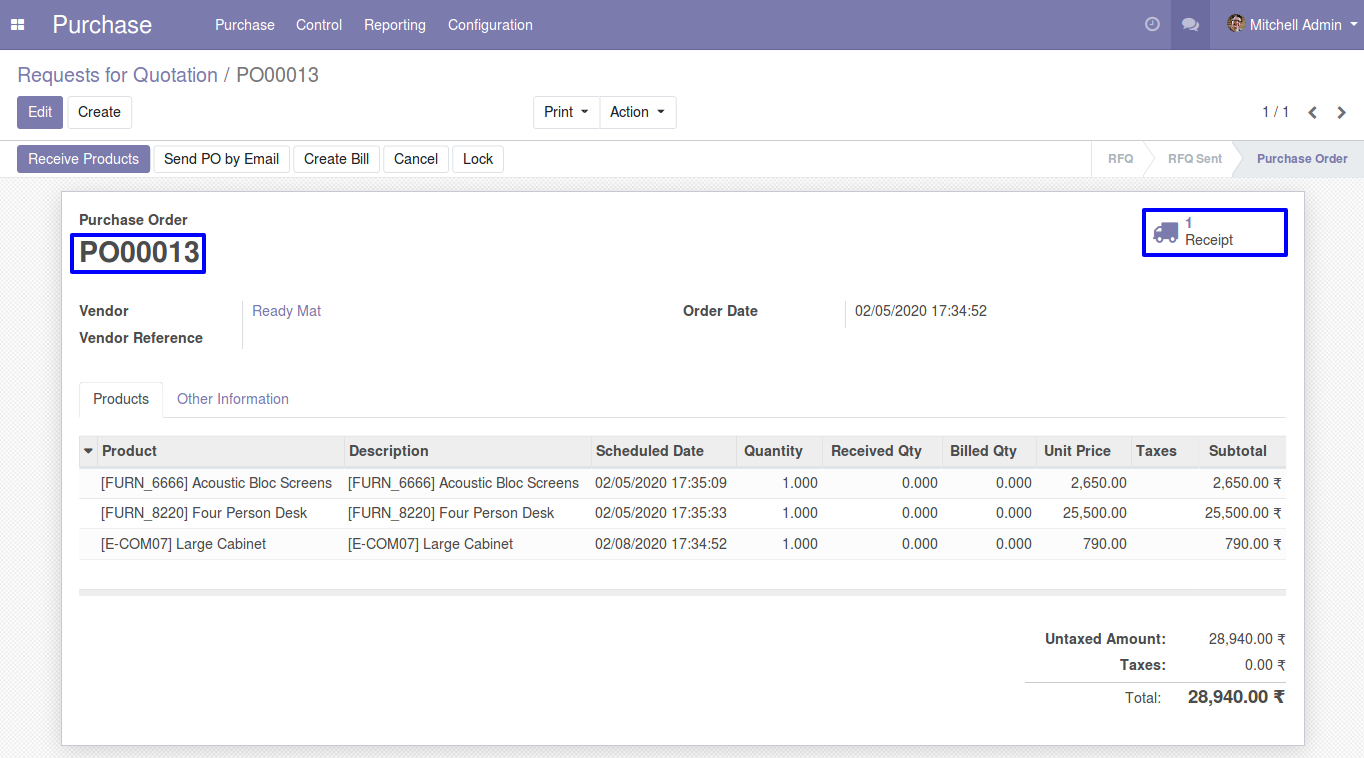 Purchase Purchase Control Reporting Configuration Mitchell Admin
Requests for Quotation / PO00013
Edit Create Print Action 1 / 1
Receive Products Send PO by Email Create Bill Cancel Lock RFQ RFQ Sent Purchase Order
Purchase Order
PO00013
1
Receipt
Vendor Ready Mat Order Date 02/05/2020 17:34:52
Vendor Reference
Products Other Information
Product Description Scheduled Date Quantity Received Qty Billed Qty Unit Price Taxes Subtotal
[FURN_6666] Acoustic Bloc Screens [FURN_6666] Acoustic Bloc Screens 02/05/2020 17:35:09 1.000 0.000 0.000 2,650.00 2,650.00 ₹
[FURN_8220] Four Person Desk [FURN_8220] Four Person Desk 02/05/2020 17:35:33 1.000 0.000 0.000 25,500.00 25,500.00 ₹
[E-COM07] Large Cabinet [E-COM07] Large Cabinet 02/08/2020 17:34:52 1.000 0.000 0.000 790.00 790.00 ₹
Untaxed Amount: 28,940.00 ₹
Taxes: 0.00 ₹
Total: 28,940.00 ₹